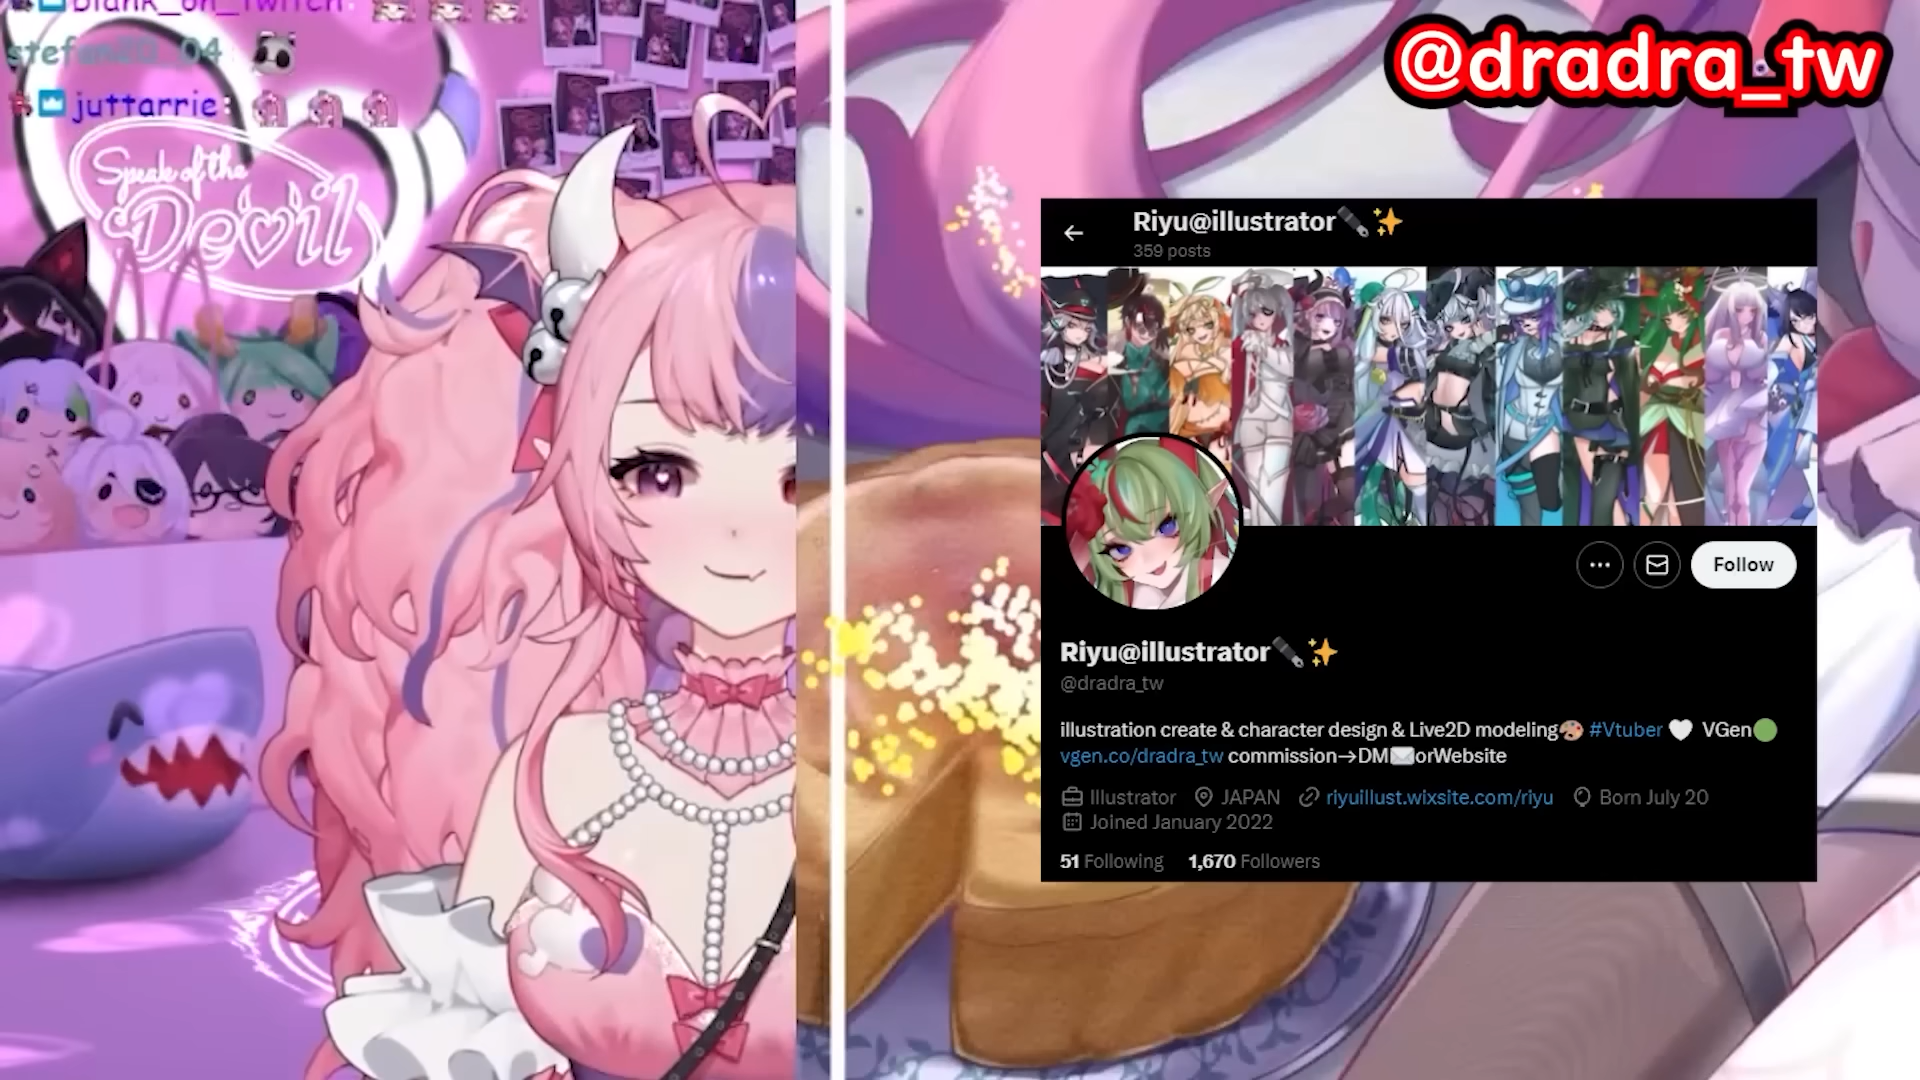 blank_on_twitch:
stefan20_04
juttarrie:
Speak of the
Devil
@dradra_tw
Riyu@illustrator✒️✨
359 posts
Follow
Riyu@illustrator✒️✨
@dradra_tw
illustration create & character design & Live2D modeling🎨 #Vtuber 🤍 VGen🟢
vgen.co/dradra_tw commission→DM✉️orWebsite
Illustrator JAPAN riyuillust.wixsite.com/riyu Born July 20
Joined January 2022
51 Following 1,670 Followers